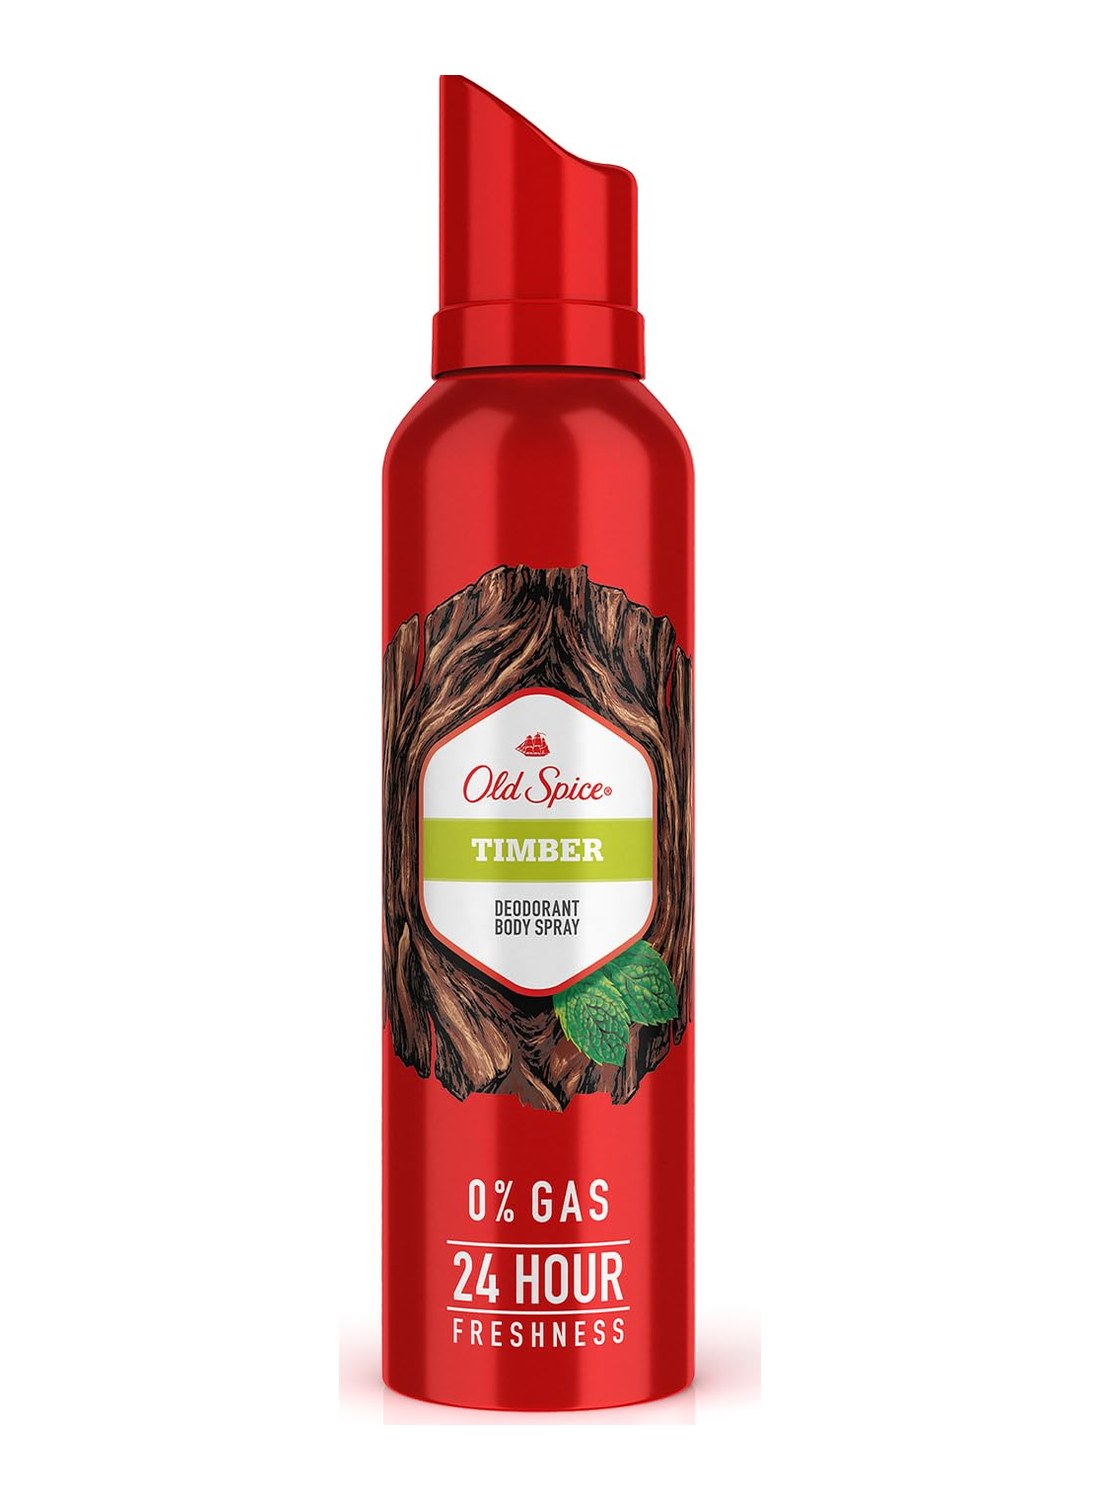 Old Spice®
TIMBER
DEODORANT
BODY SPRAY
0% GAS
24 HOUR
FRESHNESS